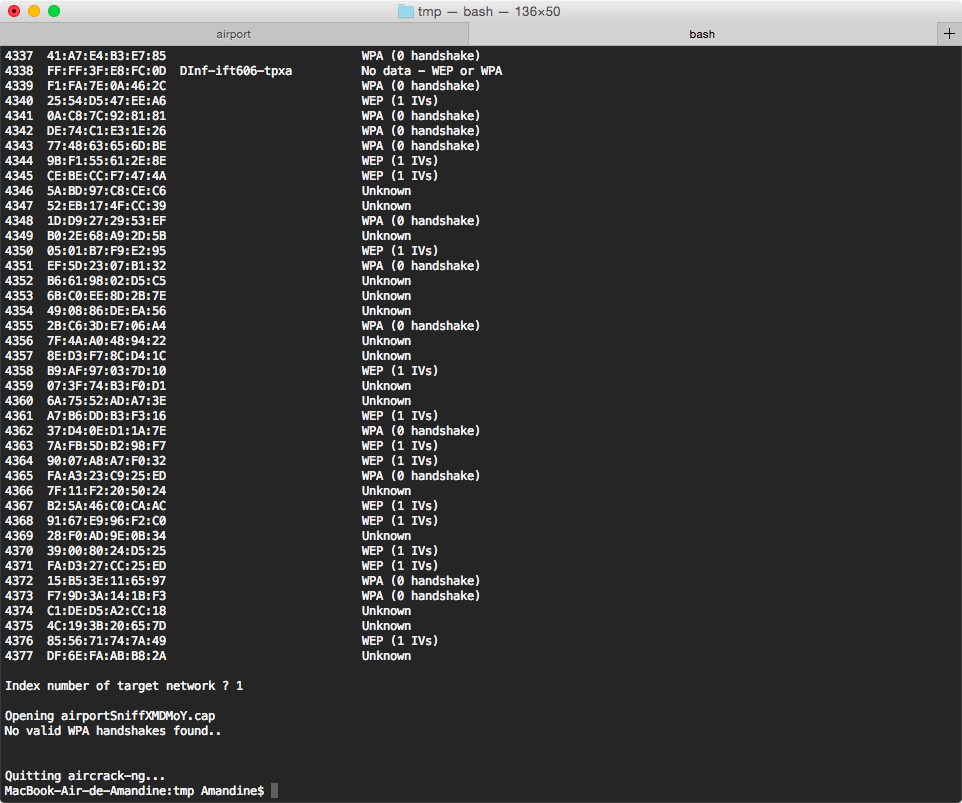 tmp — bash — 136×50
airport
bash
+
4337 41:A7:E4:B3:E7:85 WPA (0 handshake)
4338 FF:FF:3F:E8:FC:0D DInf-ift606-tpxa No data - WEP or WPA
4339 F1:FA:7E:0A:46:2C WPA (0 handshake)
4340 25:54:D5:47:EE:A6 WEP (1 IVs)
4341 0A:C8:7C:92:81:81 WPA (0 handshake)
4342 DE:74:C1:E3:1E:26 WPA (0 handshake)
4343 77:48:63:65:6D:BE WPA (0 handshake)
4344 9B:F1:55:61:2E:8E WEP (1 IVs)
4345 CE:BE:CC:F7:47:4A WEP (1 IVs)
4346 5A:BD:97:C8:CE:C6 Unknown
4347 52:EB:17:4F:CC:39 Unknown
4348 1D:D9:27:29:53:EF WPA (0 handshake)
4349 B0:2E:68:A9:2D:5B Unknown
4350 05:01:B7:F9:E2:95 WEP (1 IVs)
4351 EF:5D:23:07:B1:32 WPA (0 handshake)
4352 B6:61:98:02:D5:C5 Unknown
4353 6B:C0:EE:8D:2B:7E Unknown
4354 49:08:86:DE:EA:56 Unknown
4355 2B:C6:3D:E7:06:A4 WPA (0 handshake)
4356 7F:4A:A0:48:94:22 Unknown
4357 8E:D3:F7:8C:D4:1C Unknown
4358 B9:AF:97:03:7D:10 WEP (1 IVs)
4359 07:3F:74:B3:F0:D1 Unknown
4360 6A:75:52:AD:A7:3E Unknown
4361 A7:B6:DD:B3:F3:16 WEP (1 IVs)
4362 37:D4:0E:D1:1A:7E WPA (0 handshake)
4363 7A:FB:5D:B2:98:F7 WEP (1 IVs)
4364 90:07:A8:A7:F0:32 WEP (1 IVs)
4365 FA:A3:23:C9:25:ED WPA (0 handshake)
4366 7F:11:F2:20:50:24 Unknown
4367 B2:5A:46:C0:CA:AC WEP (1 IVs)
4368 91:67:E9:96:F2:C0 WEP (1 IVs)
4369 28:F0:AD:9E:0B:34 Unknown
4370 39:00:80:24:D5:25 WEP (1 IVs)
4371 FA:D3:27:CC:25:ED WEP (1 IVs)
4372 15:B5:3E:11:65:97 WPA (0 handshake)
4373 F7:9D:3A:14:1B:F3 WPA (0 handshake)
4374 C1:DE:D5:A2:CC:18 Unknown
4375 4C:19:3B:20:65:7D Unknown
4376 85:56:71:74:7A:49 WEP (1 IVs)
4377 DF:6E:FA:AB:B8:2A Unknown
Index number of target network ? 1
Opening airportSniffXMDMoY.cap
No valid WPA handshakes found..
Quitting aircrack-ng...
MacBook-Air-de-Amandine:tmp Amandine$